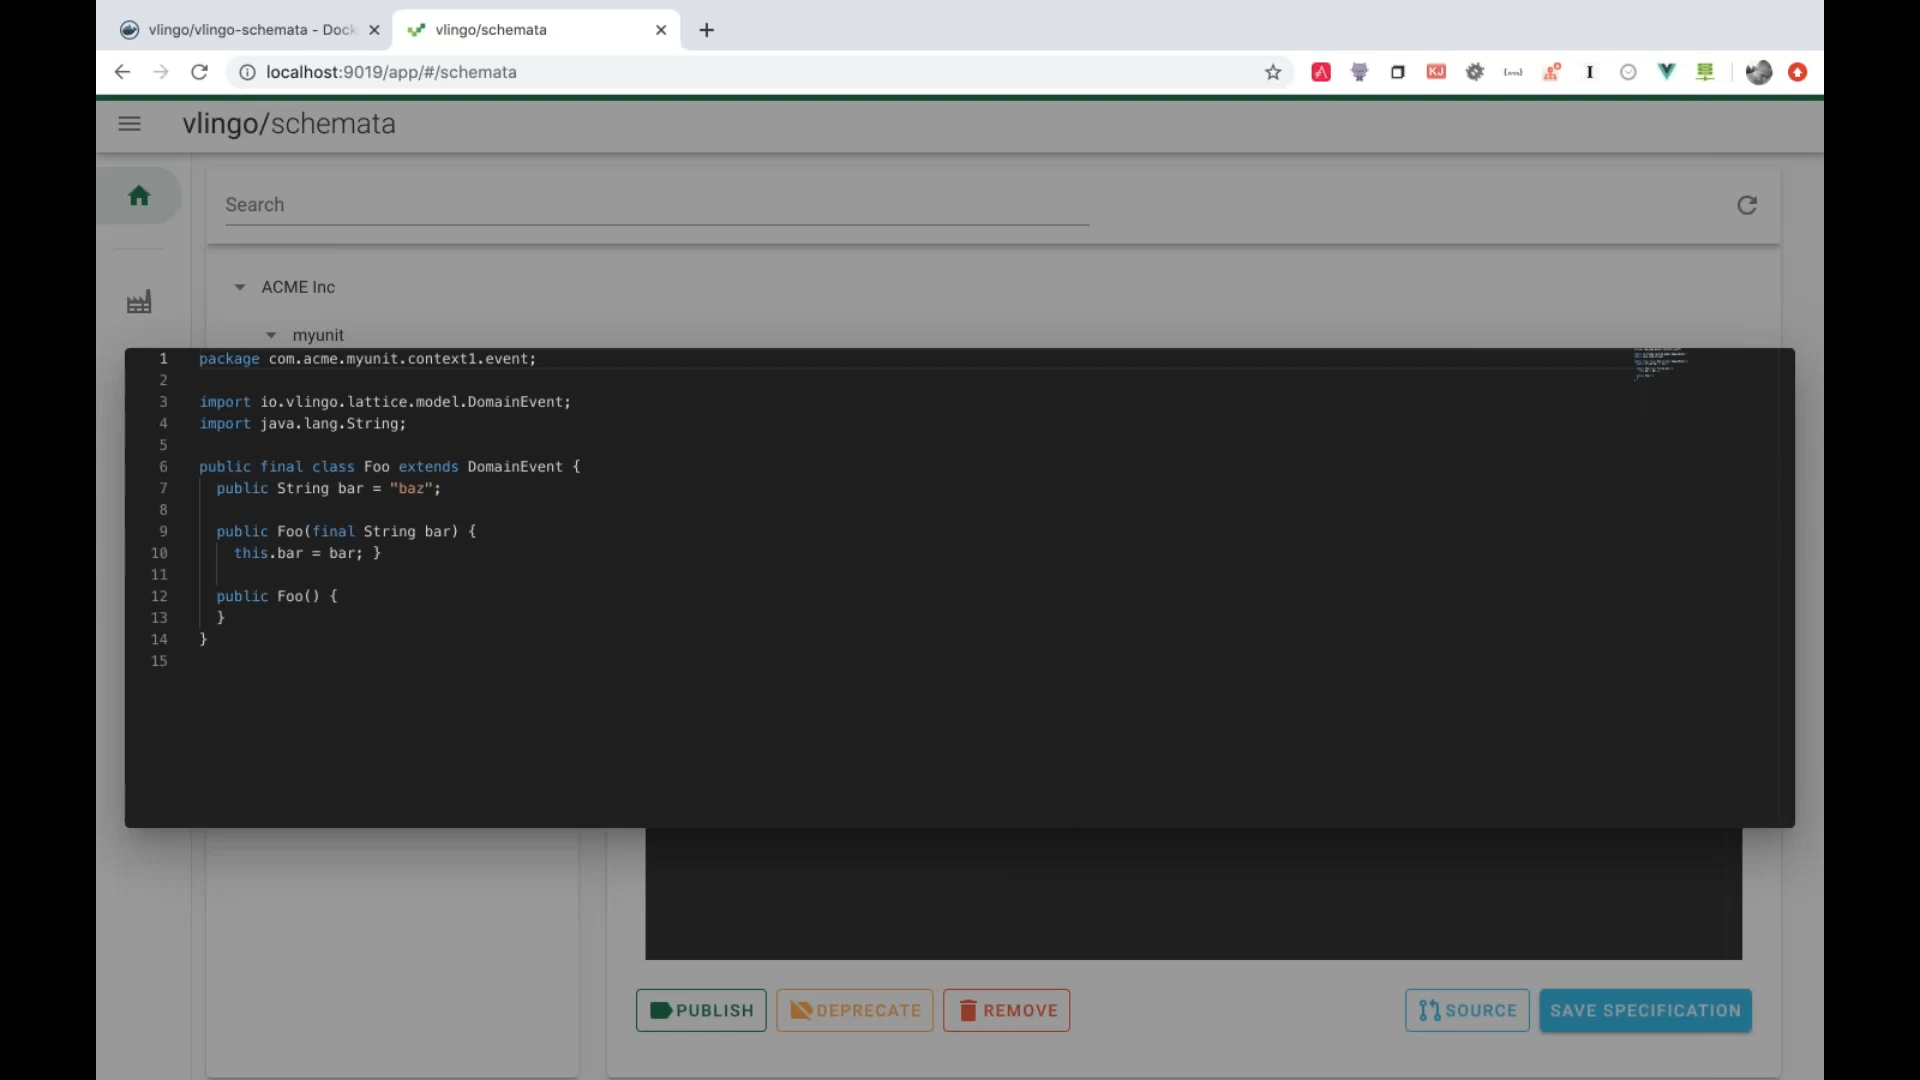 vlingo/vlingo-schemata - Dock
vlingo/schemata
localhost:9019/app/#/schemata
vlingo/schemata
Search
ACME Inc
myunit
1 package com.acme.myunit.context1.event;
2
3 import io.vlingo.lattice.model.DomainEvent;
4 import java.lang.String;
5
6 public final class Foo extends DomainEvent {
7 public String bar = "baz";
8
9 public Foo(final String bar) {
10 this.bar = bar; }
11
12 public Foo() {
13 }
14 }
15
PUBLISH DEPRECATE REMOVE SOURCE SAVE SPECIFICATION